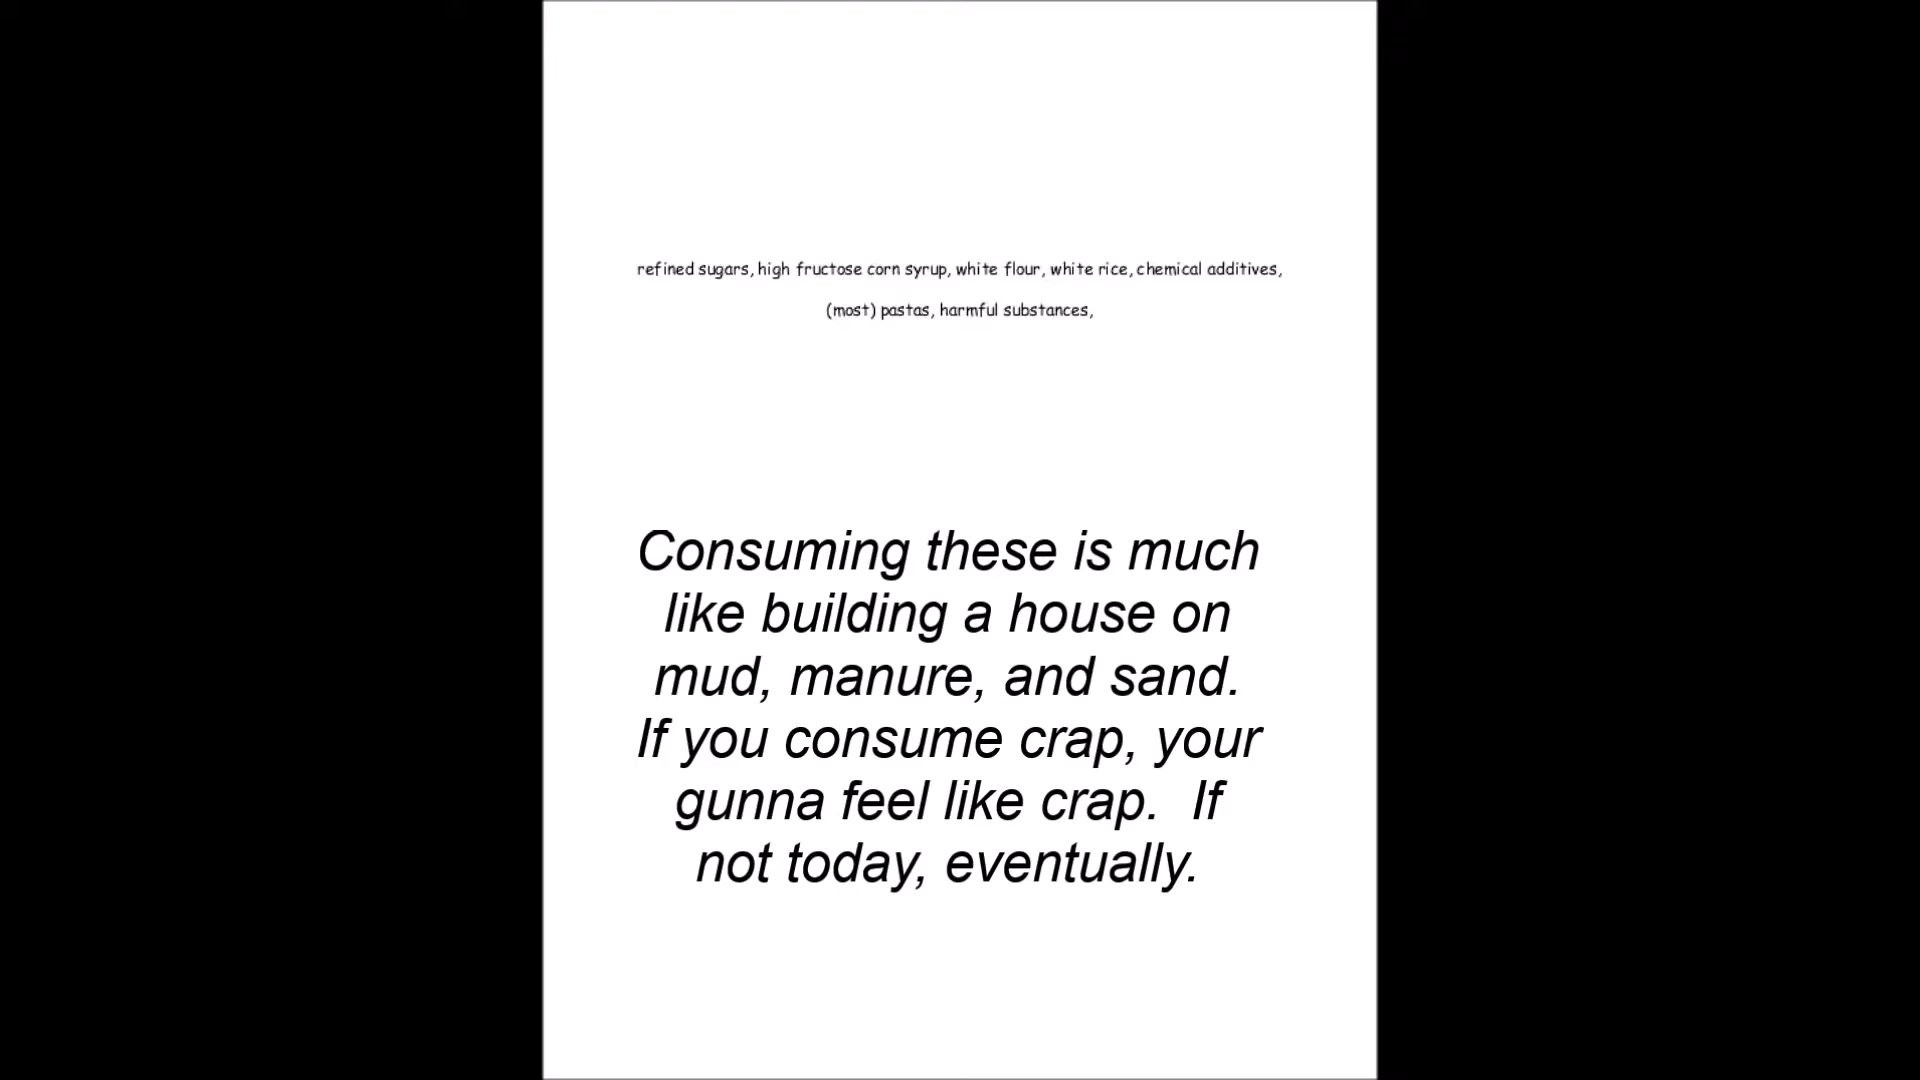 refined sugars, high fructose corn syrup, white flour, white rice, chemical additives,
(most) pastas, harmful substances,
Consuming these is much
like building a house on
mud, manure, and sand.
If you consume crap, your
gunna feel like crap.  If
not today, eventually.